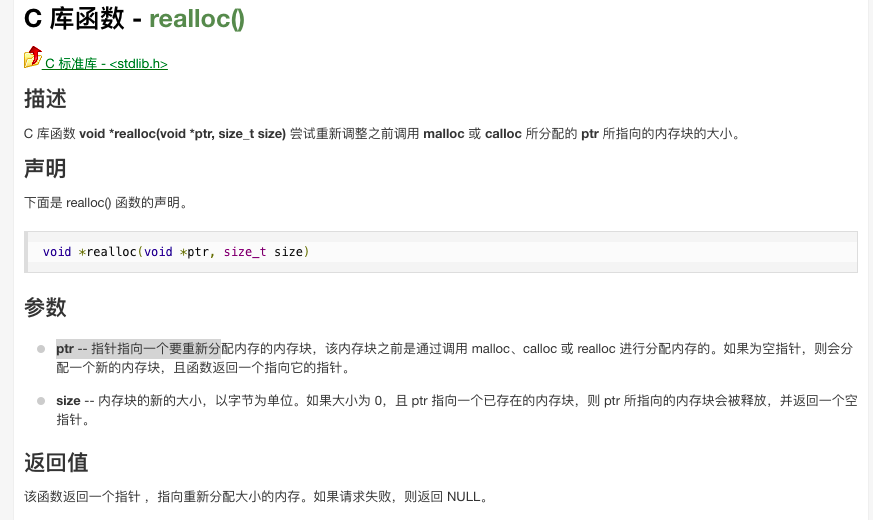 C 库函数 - realloc()
C 标准库 - <stdlib.h>
描述
C 库函数 void *realloc(void *ptr, size_t size) 尝试重新调整之前调用 malloc 或 calloc 所分配的 ptr 所指向的内存块的大小。
声明
下面是 realloc() 函数的声明。
void *realloc(void *ptr, size_t size)
参数
ptr -- 指针指向一个要重新分配内存的内存块，该内存块之前是通过调用 malloc、calloc 或 realloc 进行分配内存的。如果为空指针，则会分
配一个新的内存块，且函数返回一个指向它的指针。
size -- 内存块的新的大小，以字节为单位。如果大小为 0，且 ptr 指向一个已存在的内存块，则 ptr 所指向的内存块会被释放，并返回一个空
指针。
返回值
该函数返回一个指针 ，指向重新分配大小的内存。如果请求失败，则返回 NULL。